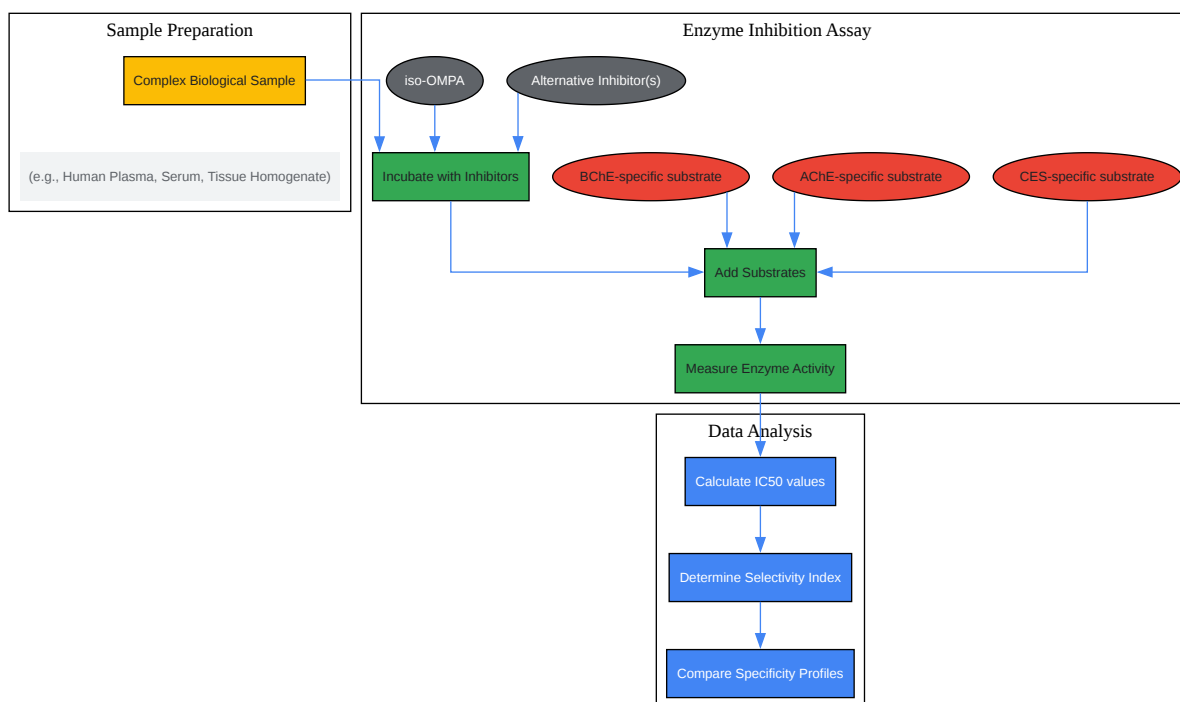 Sample Preparation
Complex Biological Sample
(e.g., Human Plasma, Serum, Tissue Homogenate)
Enzyme Inhibition Assay
iso-OMPA
Alternative Inhibitor(s)
Incubate with Inhibitors
BChE-specific substrate
AChE-specific substrate
CES-specific substrate
Add Substrates
Measure Enzyme Activity
Data Analysis
Calculate IC50 values
Determine Selectivity Index
Compare Specificity Profiles